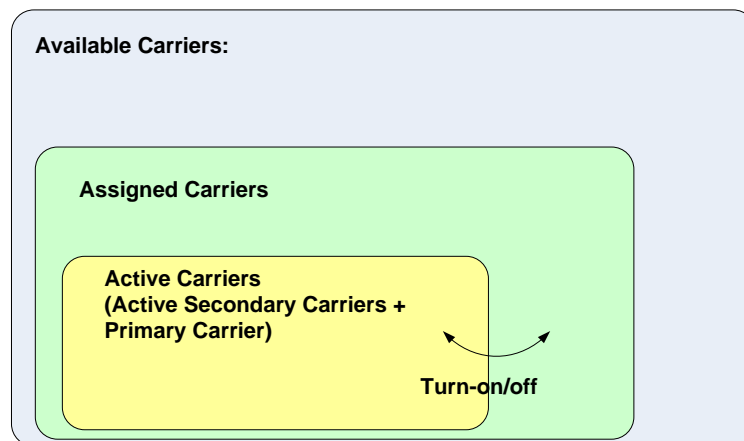 Available Carriers:
Assigned Carriers
Active Carriers
(Active Secondary Carriers +
Primary Carrier)
Turn-on/off